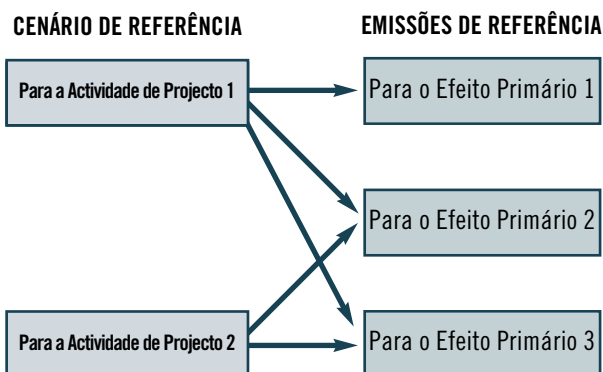 CENÁRIO DE REFERÊNCIA
EMISSÕES DE REFERÊNCIA
Para a Actividade de Projecto 1
Para o Efeito Primário 1
Para o Efeito Primário 2
Para a Actividade de Projecto 2
Para o Efeito Primário 3